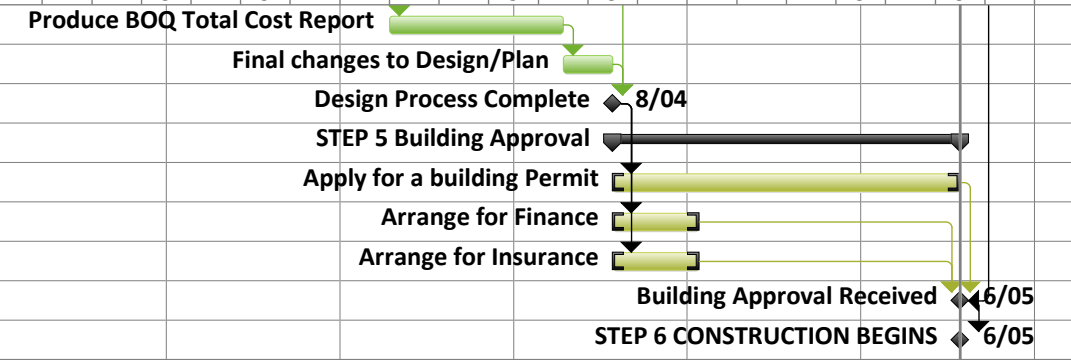 Produce BOQ Total Cost Report
Final changes to Design/Plan
Design Process Complete 8/04
STEP 5 Building Approval
Apply for a building Permit
Arrange for Finance
Arrange for Insurance
Building Approval Received 6/05
STEP 6 CONSTRUCTION BEGINS 6/05